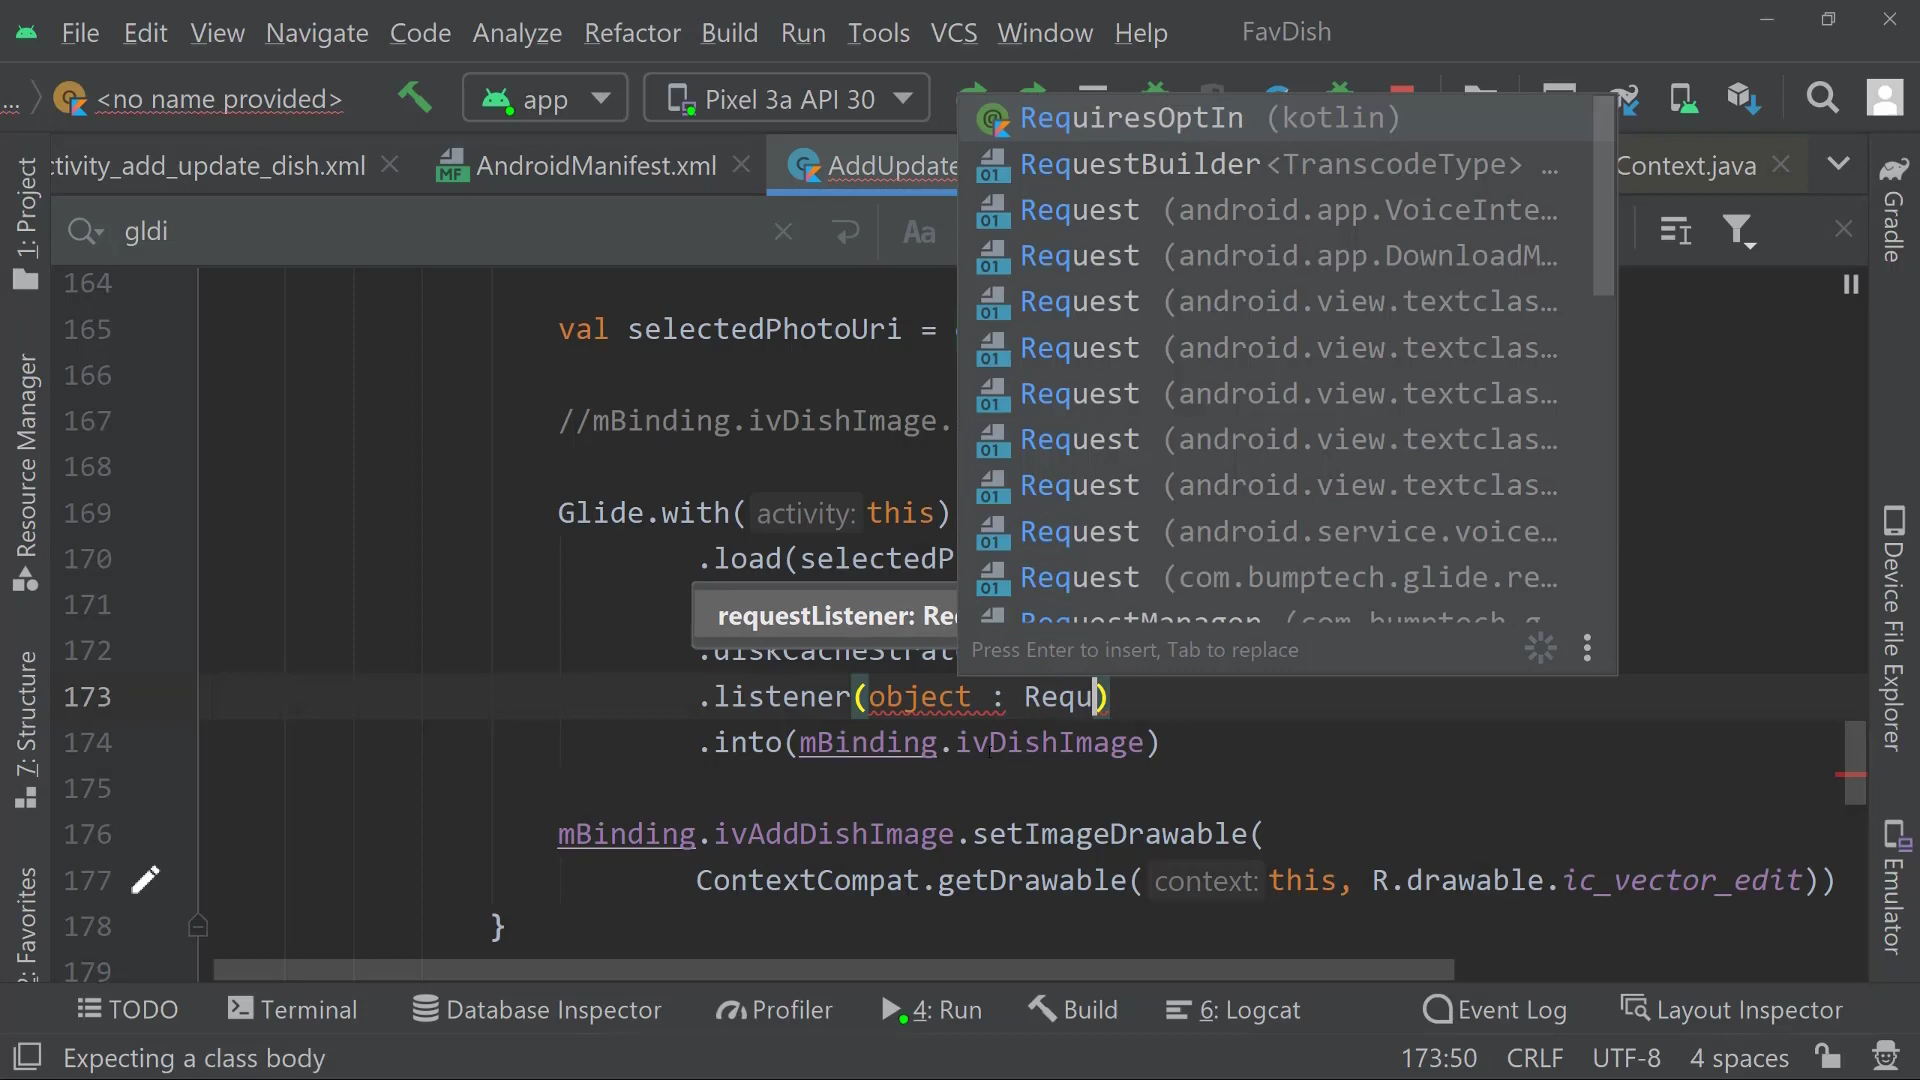 File Edit View Navigate Code Analyze Refactor Build Run Tools VCS Window Help FavDish
... <no name provided> app Pixel 3a API 30
ctivity_add_update_dish.xml AndroidManifest.xml AddUpdate Context.java
gldi Aa
RequiresOptIn (kotlin)
RequestBuilder<TranscodeType> ...
Request (android.app.VoiceInte...
Request (android.app.DownloadM...
Request (android.view.textclas...
Request (android.view.textclas...
Request (android.view.textclas...
Request (android.view.textclas...
Request (android.view.textclas...
Request (android.service.voice...
Request (com.bumptech.glide.re...
RequestManager (com.bumptech.g
Press Enter to insert, Tab to replace
164
165 val selectedPhotoUri =
166
167 //mBinding.ivDishImage.
168
169 Glide.with( activity: this)
170 .load(selectedP
171
requestListener: Re
172 .diskCacheStrat
173 .listener(object : Requ)
174 .into(mBinding.ivDishImage)
175
176 mBinding.ivAddDishImage.setImageDrawable(
177 ContextCompat.getDrawable( context: this, R.drawable.ic_vector_edit))
178 }
179
1: Project
Resource Manager
7: Structure
Favorites
Gradle
Device File Explorer
Emulator
TODO Terminal Database Inspector Profiler 4: Run Build 6: Logcat Event Log Layout Inspector
Expecting a class body 173:50 CRLF UTF-8 4 spaces